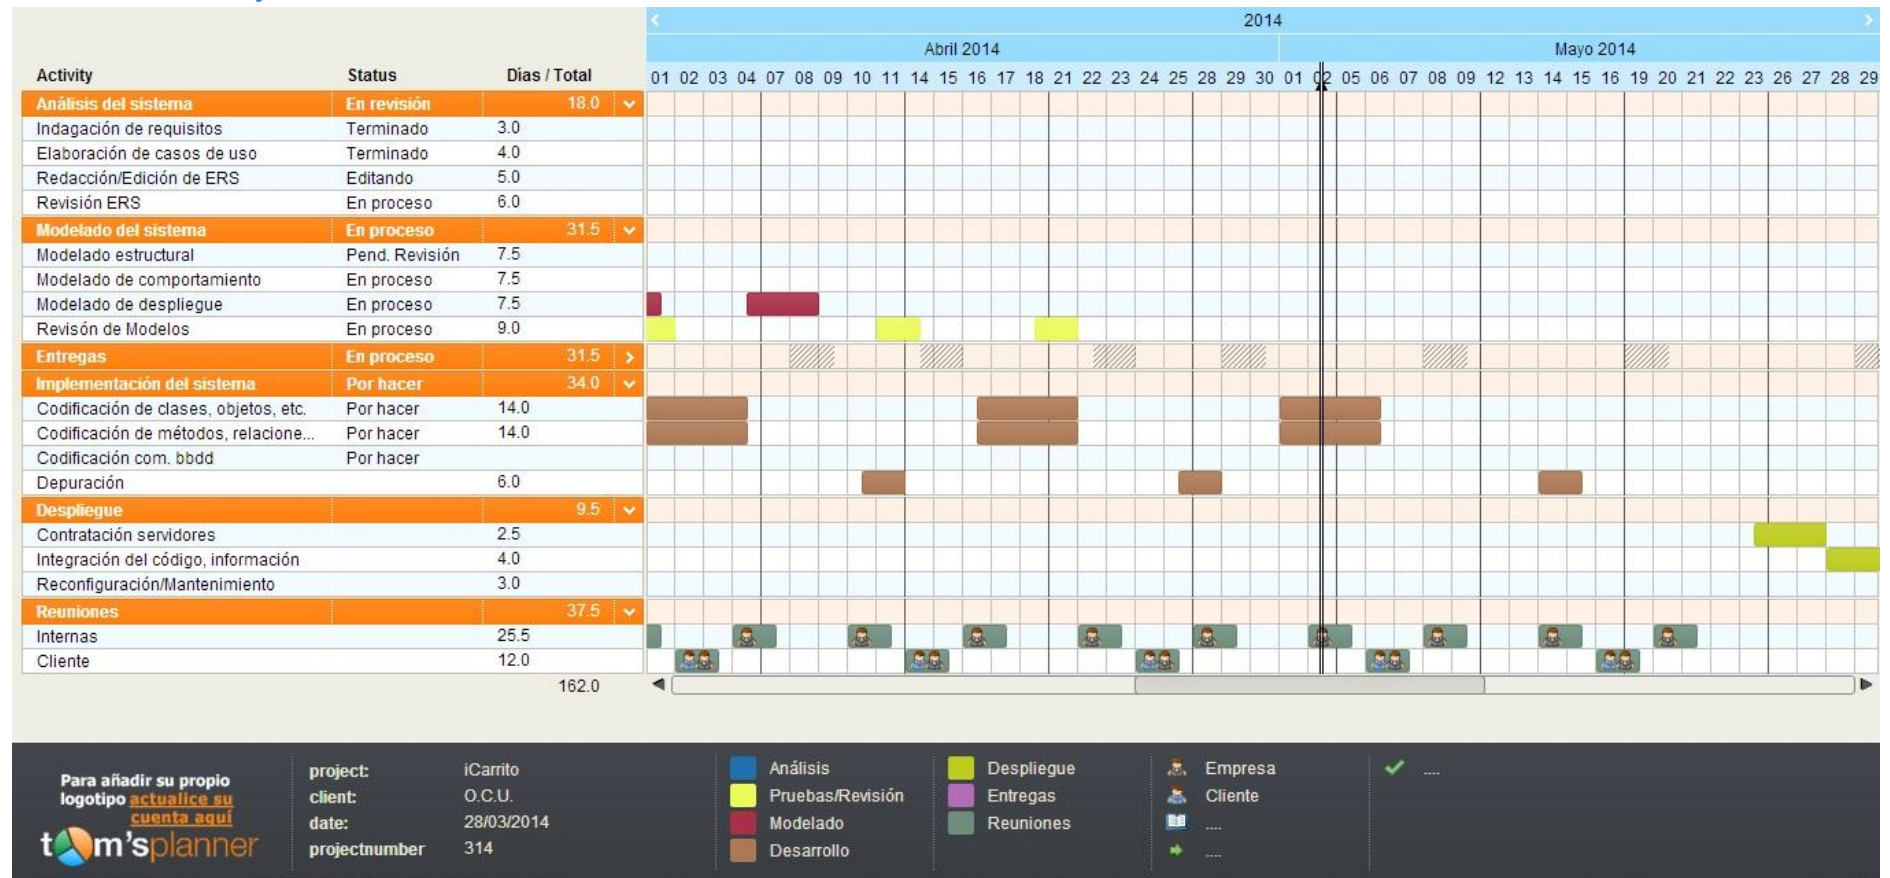 2014
Abril 2014 Mayo 2014
Activity Status Días / Total 01 02 03 04 07 08 09 10 11 14 15 16 17 18 21 22 23 24 25 28 29 30 01 02 05 06 07 08 09 12 13 14 15 16 19 20 21 22 23 26 27 28 29
Análisis del sistema En revisión 18.0
Indagación de requisitos Terminado 3.0
Elaboración de casos de uso Terminado 4.0
Redacción/Edición de ERS Editando 5.0
Revisión ERS En proceso 6.0
Modelado del sistema En proceso 31.5
Modelado estructural Pend. Revisión 7.5
Modelado de comportamiento En proceso 7.5
Modelado de despliegue En proceso 7.5
Revisón de Modelos En proceso 9.0
Entregas En proceso 31.5
Implementación del sistema Por hacer 34.0
Codificación de clases, objetos, etc. Por hacer 14.0
Codificación de métodos, relacione... Por hacer 14.0
Codificación com. bbdd Por hacer
Depuración 6.0
Despliegue 9.5
Contratación servidores 2.5
Integración del código, información 4.0
Reconfiguración/Mantenimiento 3.0
Reuniones 37.5
Internas 25.5
Cliente 12.0
162.0
Para añadir su propio
logotipo actualice su
cuenta aquí
tom'splanner
project: iCarrito
client: O.C.U.
date: 28/03/2014
projectnumber 314
Análisis
Pruebas/Revisión
Modelado
Desarrollo
Despliegue
Entregas
Reuniones
Empresa
Cliente
....
....
....